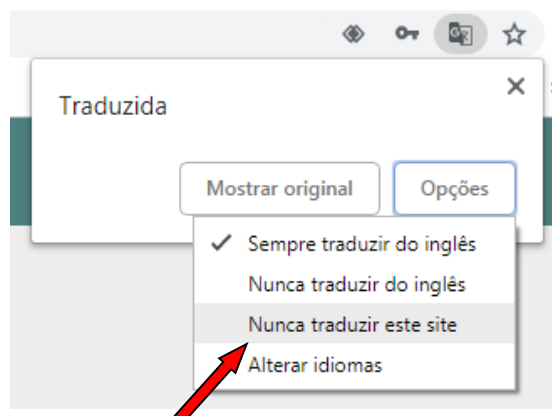 Traduzida
Mostrar original
Opções
Sempre traduzir do inglês
Nunca traduzir do inglês
Nunca traduzir este site
Alterar idiomas